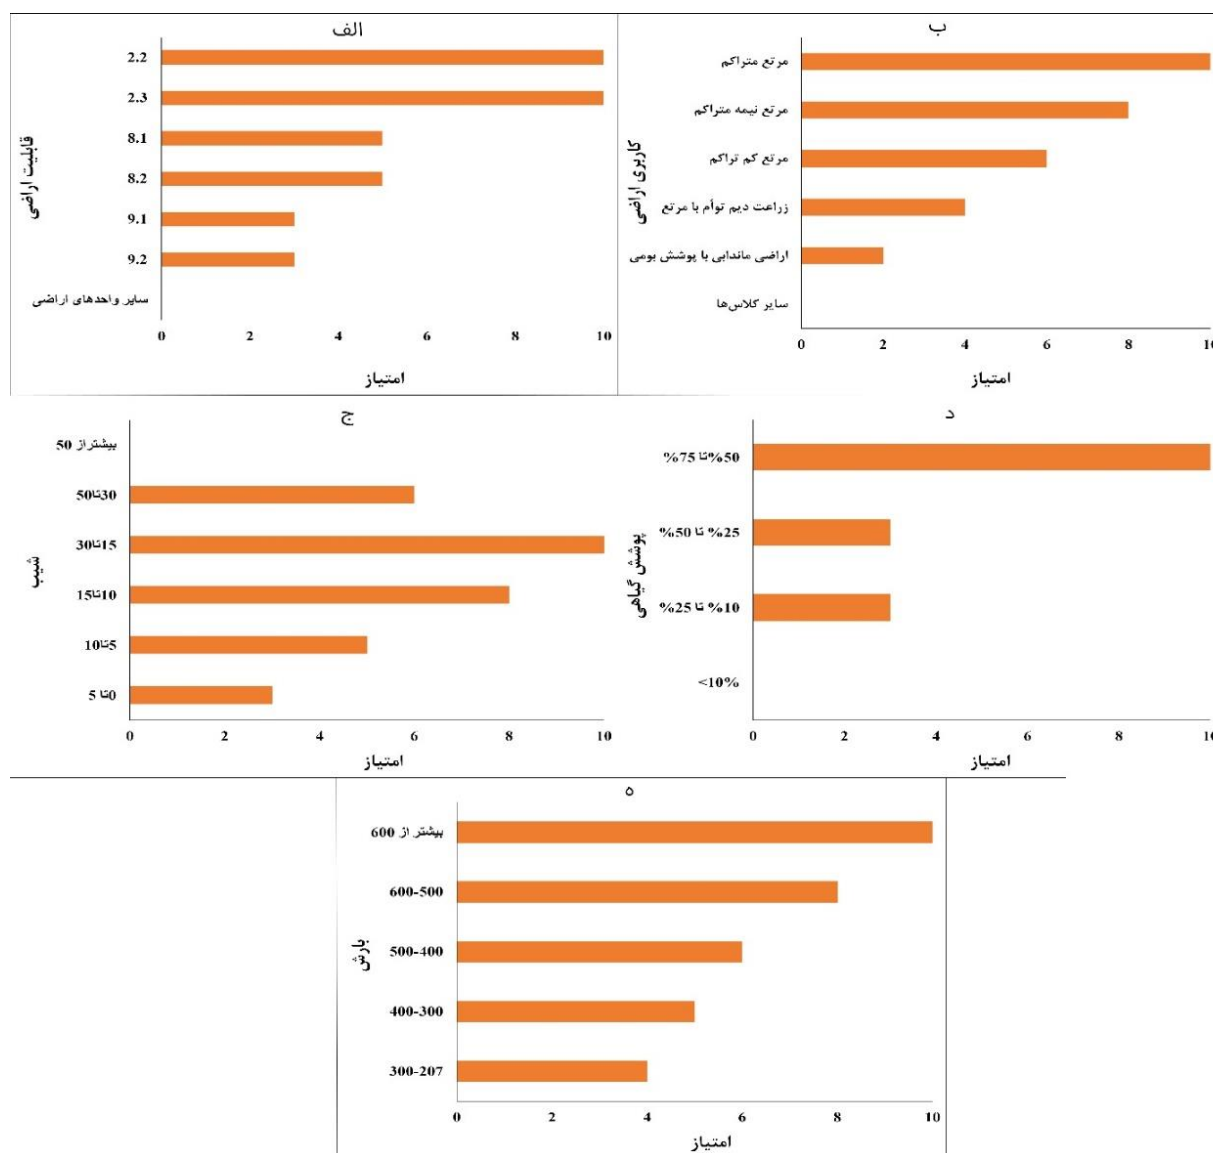 الف
قابلیت اراضی
2.2
2.3
8.1
8.2
9.1
9.2
سایر واحدهای اراضی
0 2 4 6 8 10
امتیاز
ب
کاربری اراضی
مرتع متراکم
مرتع نیمه متراکم
مرتع کم تراکم
زراعت دیم توأم با مرتع
اراضی ماندابی با پوشش بومی
سایر کلاس‌ها
0 2 4 6 8 10
امتیاز
ج
شیب
بیشتراز 50
30تا50
15تا30
10تا15
5تا10
0تا 5
0 2 4 6 8 10
امتیاز
د
پوشش گیاهی
%50تا 75%
%25 تا 50%
%10 تا 25%
<10%
0 2 4 6 8 10
امتیاز
ه
بارش
بیشتر از 600
600-500
500-400
400-300
300-207
0 2 4 6 8 10
امتیاز